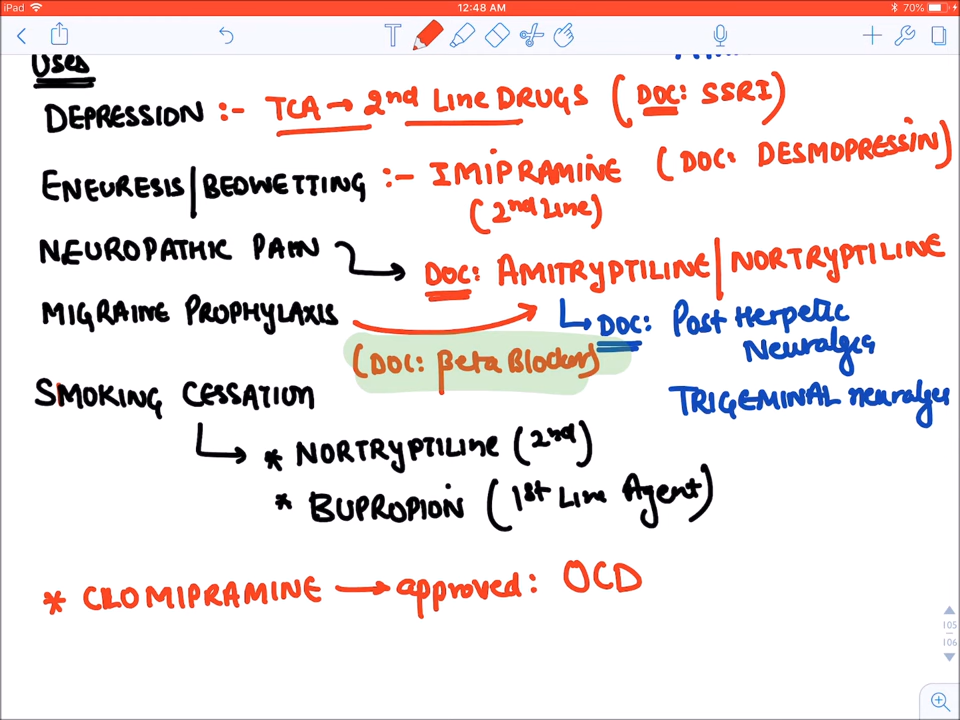 iPad 12:48 AM 70%
Uses
DEPRESSION :- TCA → 2nd Line DRUGS (DOC: SSRI)
ENEURESIS | BEDWETTING :- IMIPRAMINE (DOC: DESMOPRESSIN)
(2nd Line)
NEUROPATHIC PAIN
DOC: AMITRYPTILINE | NORTRYPTILINE
MIGRAINE PROPHYLAXIS
DOC: Post Herpetic
Neuralgia
(DOC: Beta Blockers)
TRIGEMINAL neuralgia
SMOKING CESSATION
* NORTRYPTILINE (2nd)
* BUPROPION (1st Line Agent)
* CLOMIPRAMINE → approved: OCD
105
106